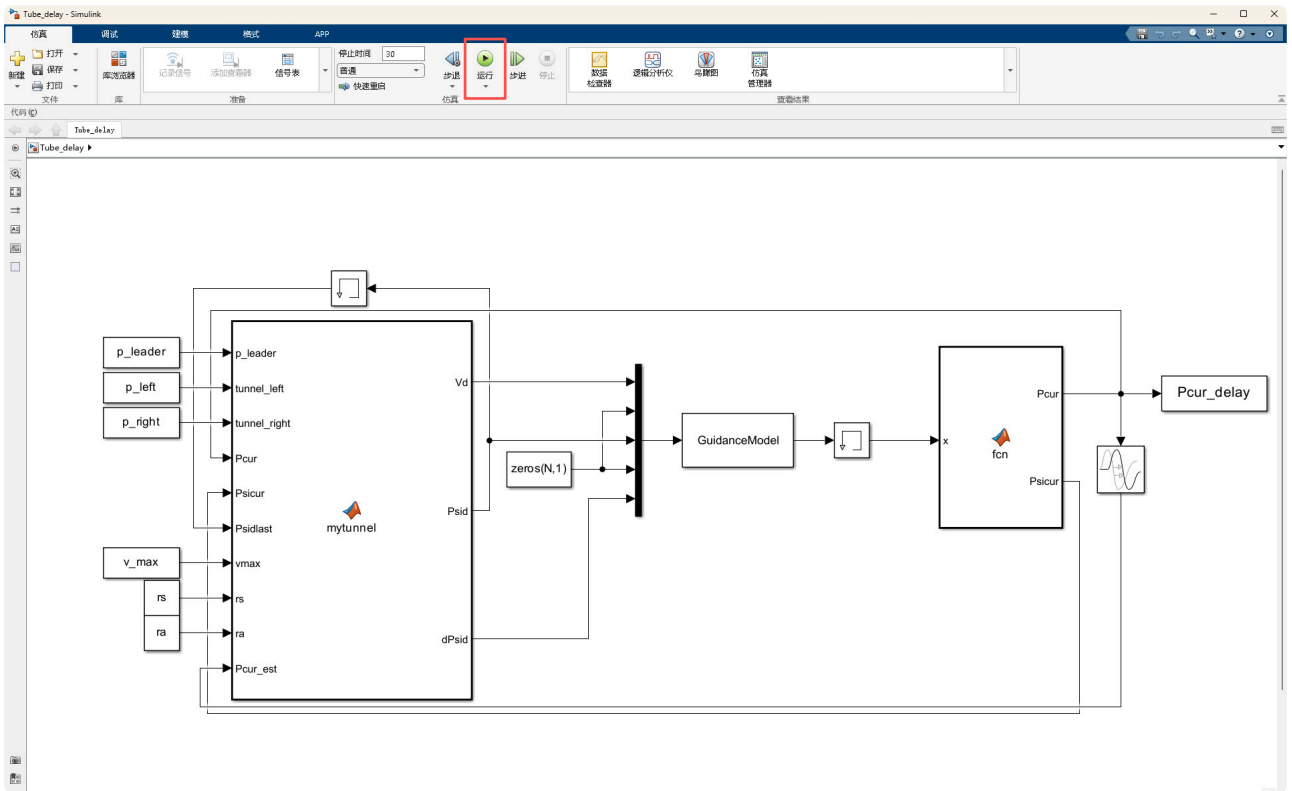 Tube_delay - Simulink
仿真 调试 建模 格式 APP
新建
打开
保存
打印
文件
库浏览器
库
记录信号
添加查看器
信号表
准备
停止时间 30
普通
快速重启
步退
运行
步进
停止
仿真
数据
检查器
逻辑分析仪
鸟瞰图
仿真
管理器
查看结果
代码(C)
Tube_delay
Tube_delay
p_leader
p_left
p_right
v_max
rs
ra
p_leader
tunnel_left
tunnel_right
Pcur
Psicur
Psidlast
vmax
rs
ra
Pcur_est
mytunnel
Vd
Psid
dPsid
zeros(N,1)
GuidanceModel
x
fcn
Pcur
Psicur
Pcur_delay